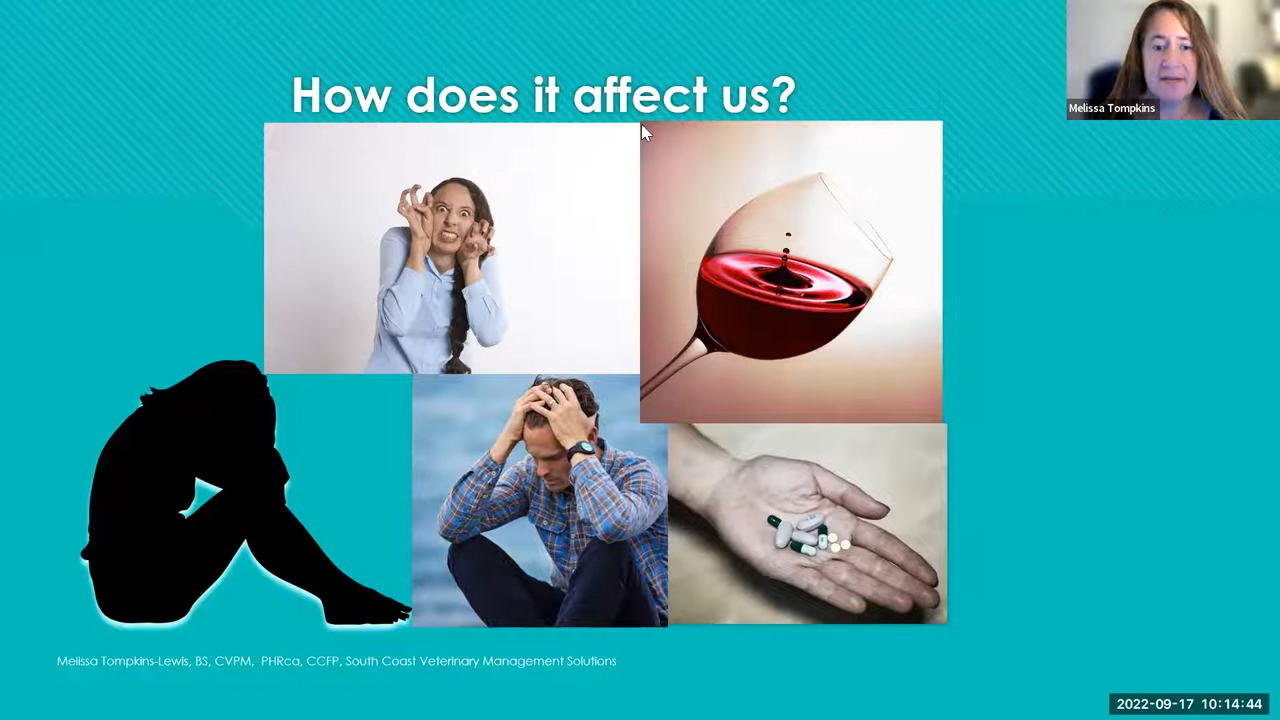 How does it affect us?
Melissa Tompkins
Melissa Tompkins-Lewis, BS, CVPM, PHRca, CCFP, South Coast Veterinary Management Solutions
2022-09-17 10:14:44